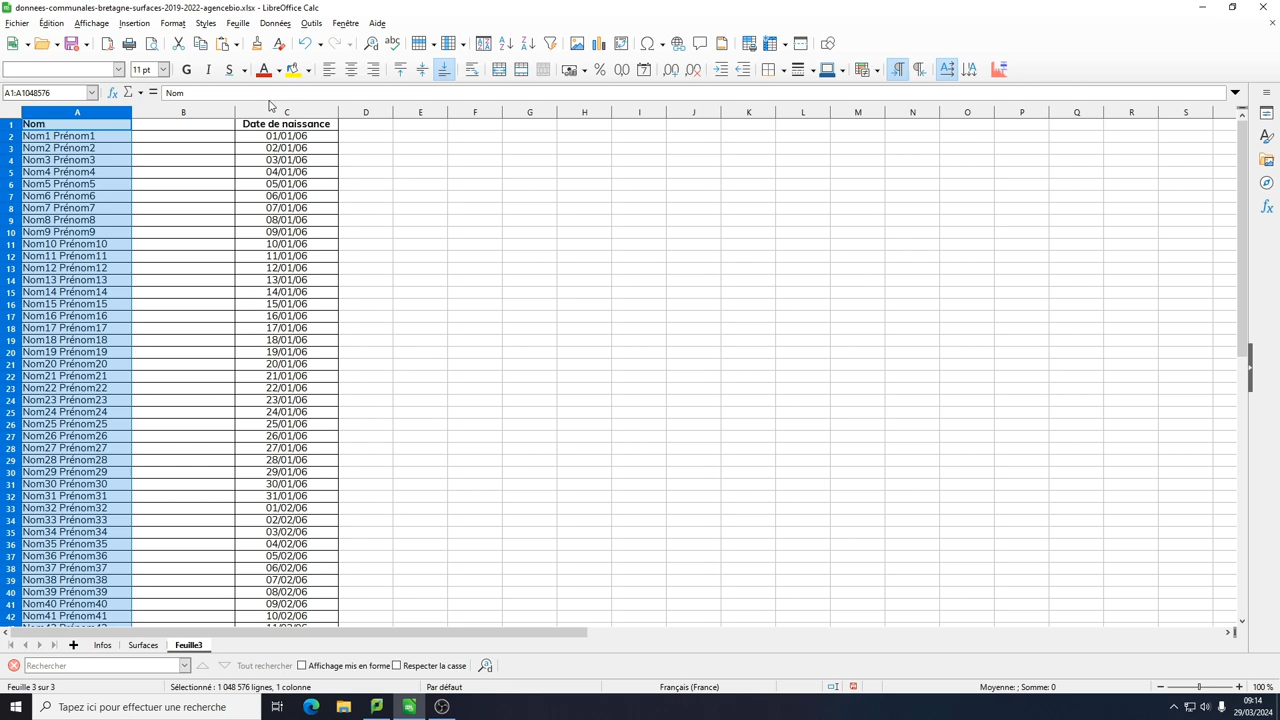 données-communales-bretagne-surfaces-2019-2022-agencebio.xlsx - LibreOffice Calc
Fichier Édition Affichage Insertion Format Styles Feuille Données Outils Fenêtre Aide
11 pt G I S A
A1:A1048576 fx Σ = Nom
A B C D E F G H I J K L M N O P Q R S
1 Nom Date de naissance
2 Nom1 Prénom1 01/01/06
3 Nom2 Prénom2 02/01/06
4 Nom3 Prénom3 03/01/06
5 Nom4 Prénom4 04/01/06
6 Nom5 Prénom5 05/01/06
7 Nom6 Prénom6 06/01/06
8 Nom7 Prénom7 07/01/06
9 Nom8 Prénom8 08/01/06
10 Nom9 Prénom9 09/01/06
11 Nom10 Prénom10 10/01/06
12 Nom11 Prénom11 11/01/06
13 Nom12 Prénom12 12/01/06
14 Nom13 Prénom13 13/01/06
15 Nom14 Prénom14 14/01/06
16 Nom15 Prénom15 15/01/06
17 Nom16 Prénom16 16/01/06
18 Nom17 Prénom17 17/01/06
19 Nom18 Prénom18 18/01/06
20 Nom19 Prénom19 19/01/06
21 Nom20 Prénom20 20/01/06
22 Nom21 Prénom21 21/01/06
23 Nom22 Prénom22 22/01/06
24 Nom23 Prénom23 23/01/06
25 Nom24 Prénom24 24/01/06
26 Nom25 Prénom25 25/01/06
27 Nom26 Prénom26 26/01/06
28 Nom27 Prénom27 27/01/06
29 Nom28 Prénom28 28/01/06
30 Nom29 Prénom29 29/01/06
31 Nom30 Prénom30 30/01/06
32 Nom31 Prénom31 31/01/06
33 Nom32 Prénom32 01/02/06
34 Nom33 Prénom33 02/02/06
35 Nom34 Prénom34 03/02/06
36 Nom35 Prénom35 04/02/06
37 Nom36 Prénom36 05/02/06
38 Nom37 Prénom37 06/02/06
39 Nom38 Prénom38 07/02/06
40 Nom39 Prénom39 08/02/06
41 Nom40 Prénom40 09/02/06
42 Nom41 Prénom41 10/02/06
Infos Surfaces Feuille3
Rechercher Tout rechercher Affichage mis en forme Respecter la casse
Feuille 3 sur 3 Sélectionné : 1 048 576 lignes, 1 colonne Par défaut Français (France) Moyenne : ; Somme: 0 100 %
Tapez ici pour effectuer une recherche
09:14
29/03/2024